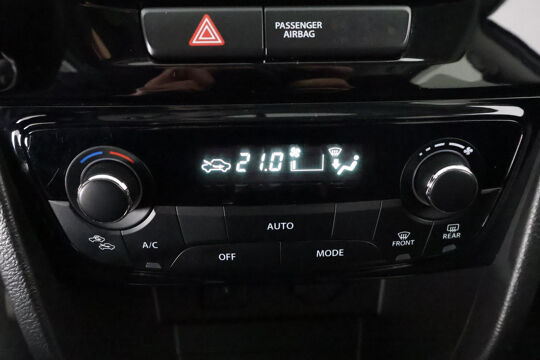 PASSENGER
AIRBAG
21.0
AUTO
A/C
OFF
MODE
FRONT
REAR